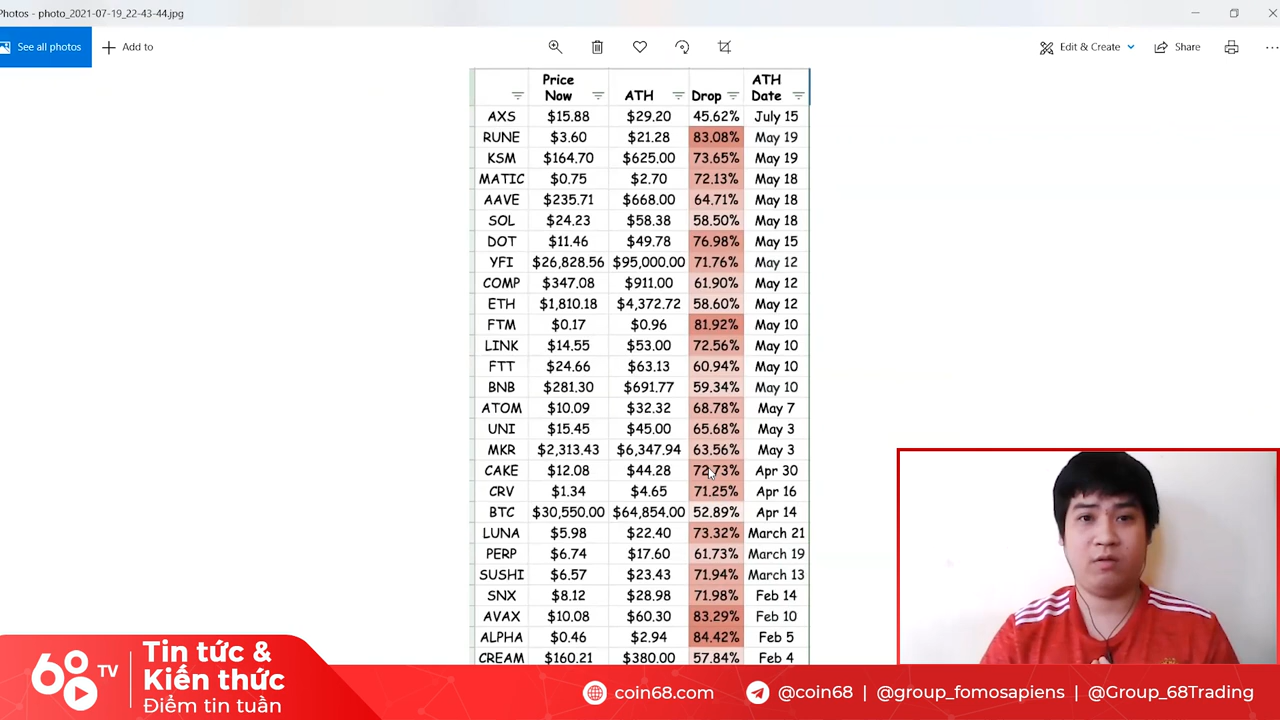 Photos - photo_2021-07-19_22-43-44.jpg
See all photos
Add to
Edit & Create
Share
Price Now ATH Drop ATH Date
AXS $15.88 $29.20 45.62% July 15
RUNE $3.60 $21.28 83.08% May 19
KSM $164.70 $625.00 73.65% May 19
MATIC $0.75 $2.70 72.13% May 18
AAVE $235.71 $668.00 64.71% May 18
SOL $24.23 $58.38 58.50% May 18
DOT $11.46 $49.78 76.98% May 15
YFI $26,828.56 $95,000.00 71.76% May 12
COMP $347.08 $911.00 61.90% May 12
ETH $1,810.18 $4,372.72 58.60% May 12
FTM $0.17 $0.96 81.92% May 10
LINK $14.55 $53.00 72.56% May 10
FTT $24.66 $63.13 60.94% May 10
BNB $281.30 $691.77 59.34% May 10
ATOM $10.09 $32.32 68.78% May 7
UNI $15.45 $45.00 65.68% May 3
MKR $2,313.43 $6,347.94 63.56% May 3
CAKE $12.08 $44.28 72.73% Apr 30
CRV $1.34 $4.65 71.25% Apr 16
BTC $30,550.00 $64,854.00 52.89% Apr 14
LUNA $5.98 $22.40 73.32% March 21
PERP $6.74 $17.60 61.73% March 19
SUSHI $6.57 $23.43 71.94% March 13
SNX $8.12 $28.98 71.98% Feb 14
AVAX $10.08 $60.30 83.29% Feb 10
ALPHA $0.46 $2.94 84.42% Feb 5
CREAM $160.21 $380.00 57.84% Feb 4
68 TV
Tin tức &
Kiến thức
Điểm tin tuần
coin68.com
@coin68 | @group_fomosapiens | @Group_68Trading